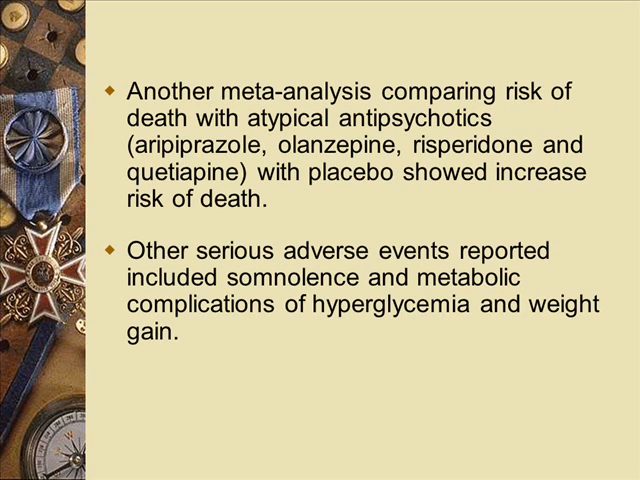 Another meta-analysis comparing risk of
death with atypical antipsychotics
(aripiprazole, olanzepine, risperidone and
quetiapine) with placebo showed increase
risk of death.
Other serious adverse events reported
included somnolence and metabolic
complications of hyperglycemia and weight
gain.